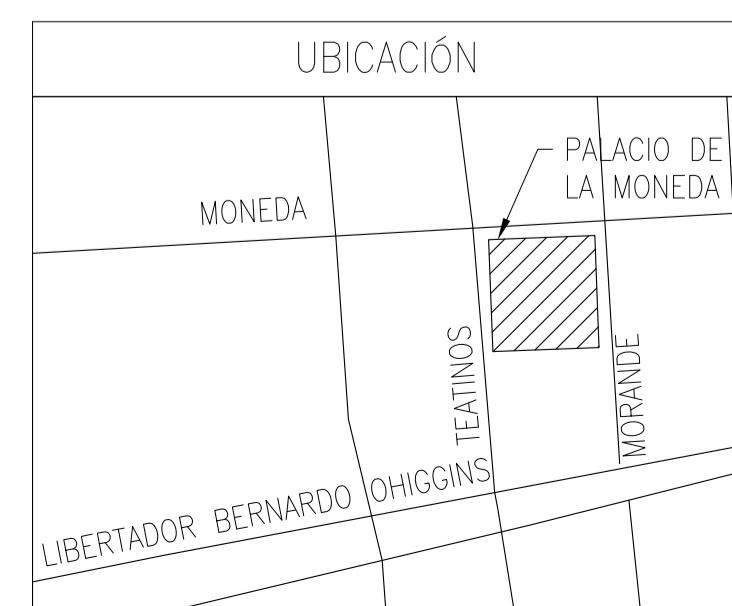 UBICACIÓN
PALACIO DE
LA MONEDA
MONEDA
TEATINOS
MORANDE
LIBERTADOR BERNARDO OHIGGINS